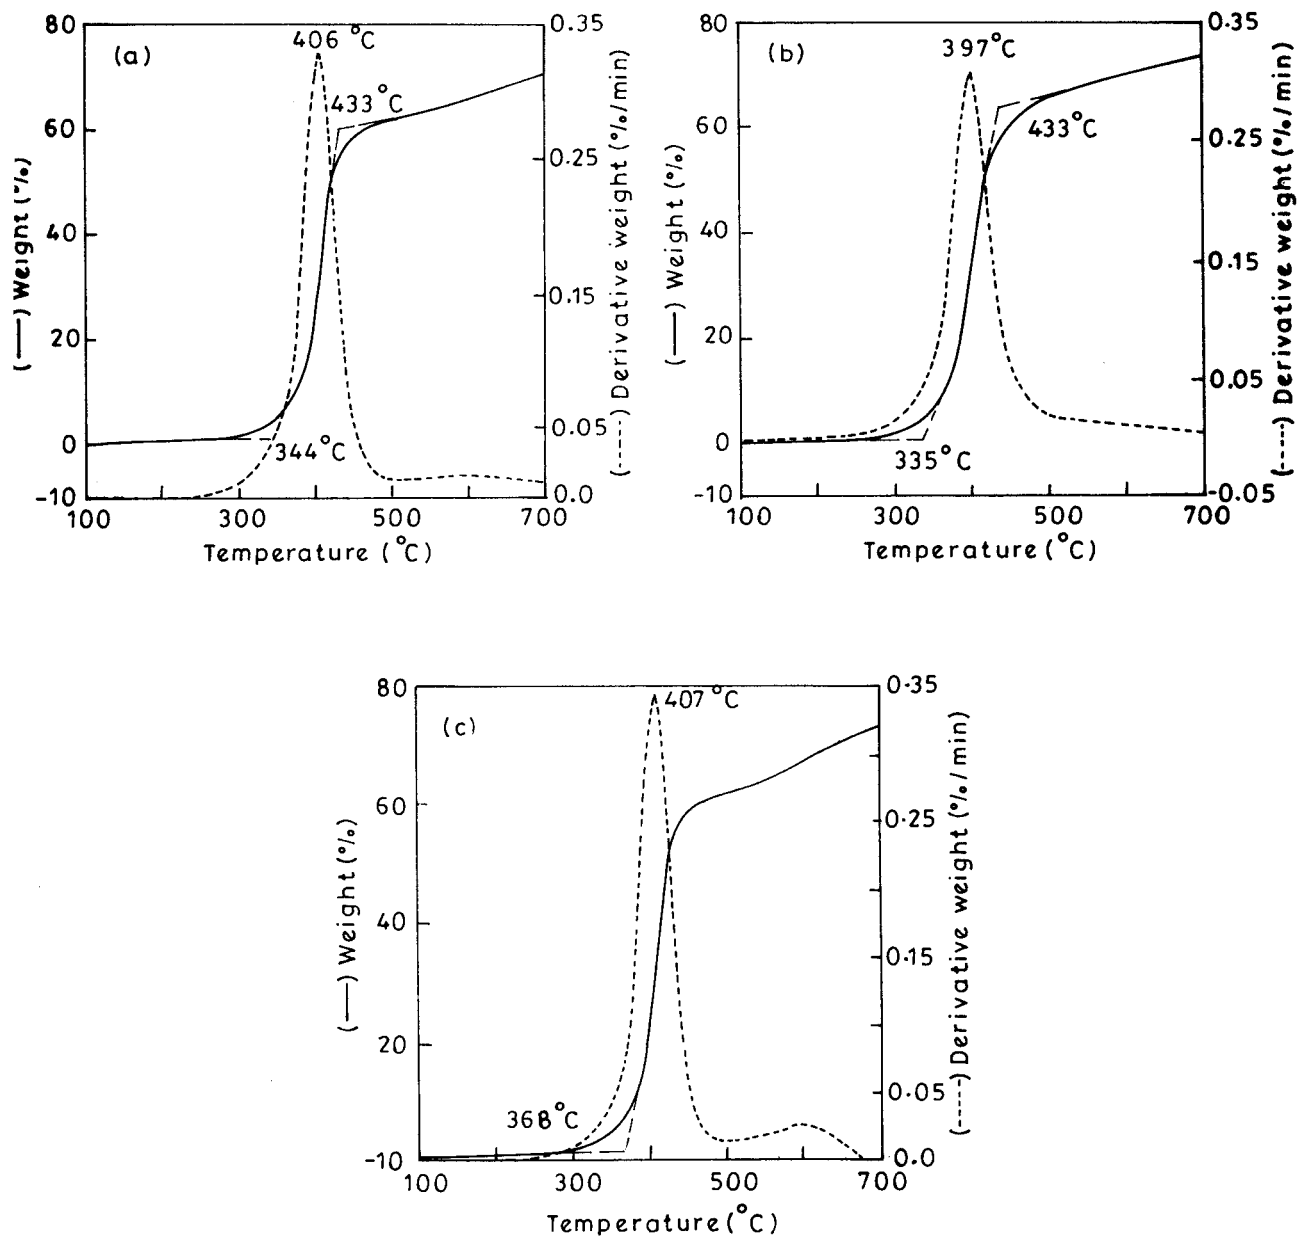 (a)
406 °C
433 °C
344 °C
80
60
40
20
0
-10
100
300
500
700
0.35
0.25
0.15
0.05
0.0
(——) Weight (%)
(----) Derivative weight (%/min)
Temperature (°C)
(b)
397 °C
433 °C
335 °C
80
60
40
20
0
-10
100
300
500
700
0.35
0.25
0.15
0.05
-0.05
(——) Weight (%)
(----) Derivative weight (%/min)
Temperature (°C)
(c)
407 °C
368 °C
80
60
40
20
-10
100
300
500
700
0.35
0.25
0.15
0.05
0.0
(——) Weight (%)
(----) Derivative weight (%/min)
Temperature (°C)